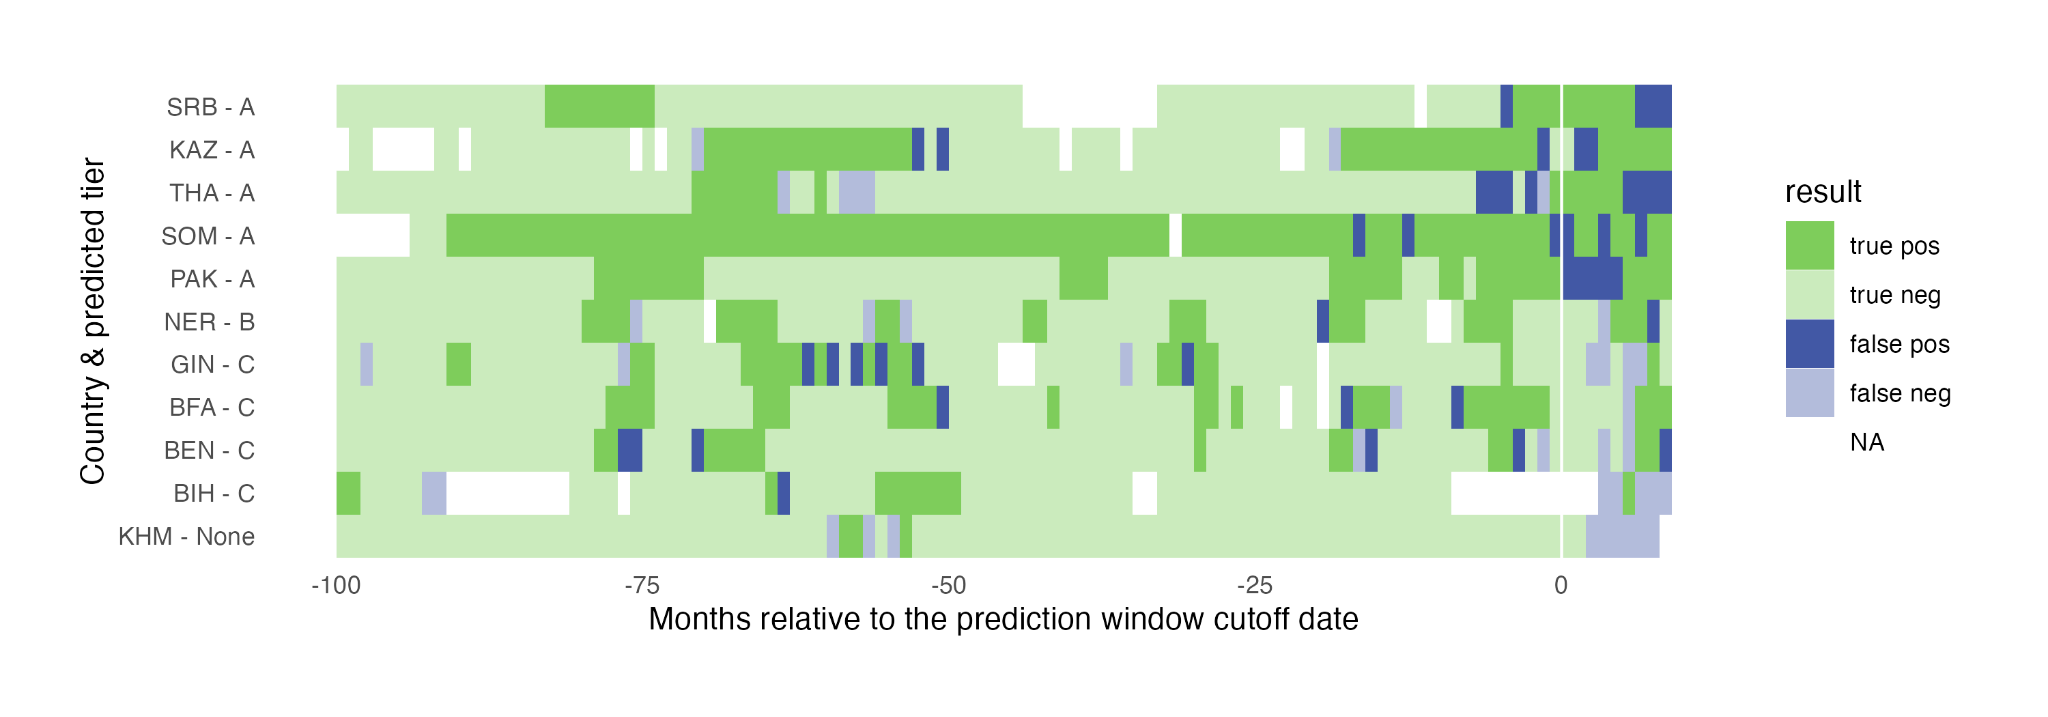 Country & predicted tier
SRB - A
KAZ - A
THA - A
SOM - A
PAK - A
NER - B
GIN - C
BFA - C
BEN - C
BIH - C
KHM - None
-100
-75
-50
-25
0
Months relative to the prediction window cutoff date
result
true pos
true neg
false pos
false neg
NA